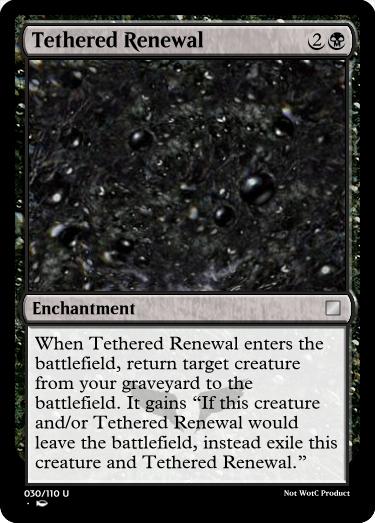 Tethered Renewal 2
Enchantment
When Tethered Renewal enters the
battlefield, return target creature
from your graveyard to the
battlefield. It gains “If this creature
and/or Tethered Renewal would
leave the battlefield, instead exile this
creature and Tethered Renewal.”
030/110 U
Not WotC Product